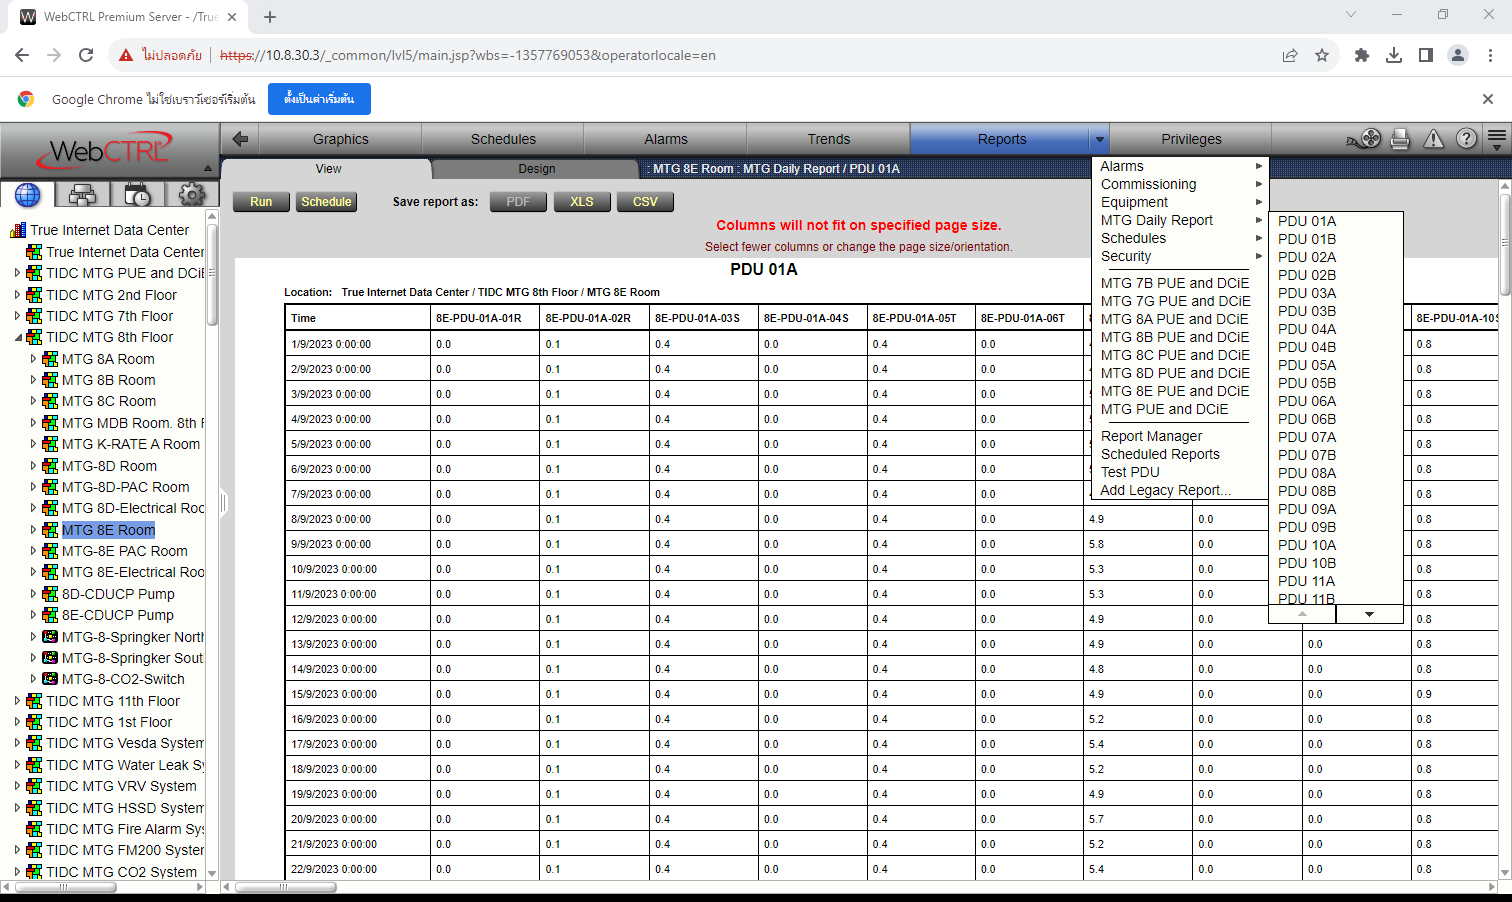 WebCTRL Premium Server - /True
ไม่ปลอดภัย
https://10.8.30.3/_common/lvl5/main.jsp?wbs=-1357769053&operatorlocale=en
Google Chrome ไม่ใช่เบราว์เซอร์เริ่มต้น
ตั้งเป็นค่าเริ่มต้น
WebCTRL
Graphics Schedules Alarms Trends Reports Privileges
View Design : MTG 8E Room : MTG Daily Report / PDU 01A
Run Schedule Save report as: PDF XLS CSV
Columns will not fit on specified page size.
Select fewer columns or change the page size/orientation.
True Internet Data Center
True Internet Data Center
TIDC MTG PUE and DCiE
TIDC MTG 2nd Floor
TIDC MTG 7th Floor
TIDC MTG 8th Floor
MTG 8A Room
MTG 8B Room
MTG 8C Room
MTG MDB Room. 8th F
MTG K-RATE A Room
MTG-8D Room
MTG-8D-PAC Room
MTG 8D-Electrical Roo
MTG 8E Room
MTG-8E PAC Room
MTG 8E-Electrical Roo
8D-CDUCP Pump
8E-CDUCP Pump
MTG-8-Springker North
MTG-8-Springker Sout
MTG-8-CO2-Switch
TIDC MTG 11th Floor
TIDC MTG 1st Floor
TIDC MTG Vesda System
TIDC MTG Water Leak Sy
TIDC MTG VRV System
TIDC MTG HSSD System
TIDC MTG Fire Alarm Sys
TIDC MTG FM200 System
TIDC MTG CO2 System
PDU 01A
Location: True Internet Data Center / TIDC MTG 8th Floor / MTG 8E Room
Time 8E-PDU-01A-01R 8E-PDU-01A-02R 8E-PDU-01A-03S 8E-PDU-01A-04S 8E-PDU-01A-05T 8E-PDU-01A-06T 8E-PDU-01A-10S
1/9/2023 0:00:00 0.0 0.1 0.4 0.0 0.4 0.0 0.8
2/9/2023 0:00:00 0.0 0.1 0.4 0.0 0.4 0.0 0.8
3/9/2023 0:00:00 0.0 0.1 0.4 0.0 0.4 0.0 0.8
4/9/2023 0:00:00 0.0 0.1 0.4 0.0 0.4 0.0 0.8
5/9/2023 0:00:00 0.0 0.1 0.4 0.0 0.4 0.0 0.8
6/9/2023 0:00:00 0.0 0.1 0.4 0.0 0.4 0.0 0.8
7/9/2023 0:00:00 0.0 0.1 0.4 0.0 0.4 0.0 0.8
8/9/2023 0:00:00 0.0 0.1 0.4 0.0 0.4 0.0 4.9 0.0 0.8
9/9/2023 0:00:00 0.0 0.1 0.4 0.0 0.4 0.0 5.8 0.0 0.8
10/9/2023 0:00:00 0.0 0.1 0.4 0.0 0.4 0.0 5.3 0.0 0.8
11/9/2023 0:00:00 0.0 0.1 0.4 0.0 0.4 0.0 5.3 0.0 0.8
12/9/2023 0:00:00 0.0 0.1 0.4 0.0 0.4 0.0 4.9 0.0 0.8
13/9/2023 0:00:00 0.0 0.1 0.4 0.0 0.4 0.0 4.9 0.0 0.0 0.8
14/9/2023 0:00:00 0.0 0.1 0.4 0.0 0.4 0.0 4.8 0.0 0.0 0.8
15/9/2023 0:00:00 0.0 0.1 0.4 0.0 0.4 0.0 4.9 0.0 0.0 0.9
16/9/2023 0:00:00 0.0 0.1 0.4 0.0 0.4 0.0 5.2 0.0 0.0 0.8
17/9/2023 0:00:00 0.0 0.1 0.4 0.0 0.4 0.0 5.4 0.0 0.0 0.8
18/9/2023 0:00:00 0.0 0.1 0.4 0.0 0.4 0.0 5.2 0.0 0.0 0.8
19/9/2023 0:00:00 0.0 0.1 0.4 0.0 0.4 0.0 4.9 0.0 0.0 0.8
20/9/2023 0:00:00 0.0 0.1 0.4 0.0 0.4 0.0 5.7 0.0 0.0 0.8
21/9/2023 0:00:00 0.0 0.1 0.4 0.0 0.4 0.0 5.2 0.0 0.0 0.8
22/9/2023 0:00:00 0.0 0.1 0.4 0.0 0.4 0.0 5.4 0.0 0.0 0.8
Alarms
Commissioning
Equipment
MTG Daily Report
Schedules
Security
MTG 7B PUE and DCiE
MTG 7G PUE and DCiE
MTG 8A PUE and DCiE
MTG 8B PUE and DCiE
MTG 8C PUE and DCiE
MTG 8D PUE and DCiE
MTG 8E PUE and DCiE
MTG PUE and DCiE
Report Manager
Scheduled Reports
Test PDU
Add Legacy Report...
PDU 01A
PDU 01B
PDU 02A
PDU 02B
PDU 03A
PDU 03B
PDU 04A
PDU 04B
PDU 05A
PDU 05B
PDU 06A
PDU 06B
PDU 07A
PDU 07B
PDU 08A
PDU 08B
PDU 09A
PDU 09B
PDU 10A
PDU 10B
PDU 11A
PDU 11B